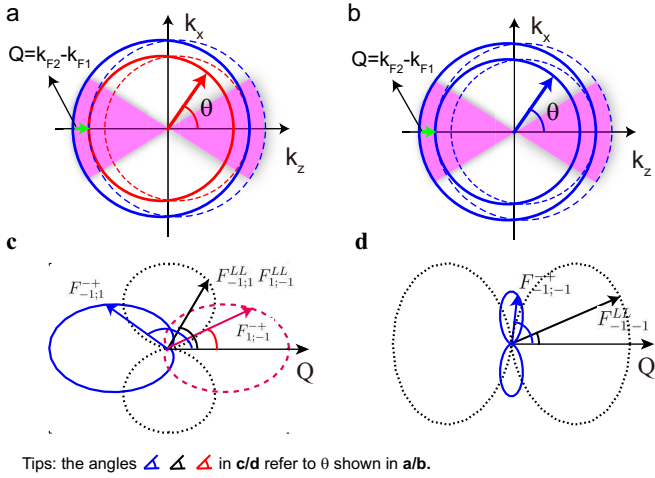 a
b
k_x
k_x
Q=k_F2-k_F1
Q=k_F2-k_F1
θ
θ
k_z
k_z
c
d
F^{-+}_{-1;1}
F^{LL}_{-1;1} F^{LL}_{1;-1}
F^{-+}_{1;-1}
Q
F^{-+}_{-1;-1}
F^{LL}_{-1;-1}
Q
Tips: the angles in c/d refer to θ shown in a/b.